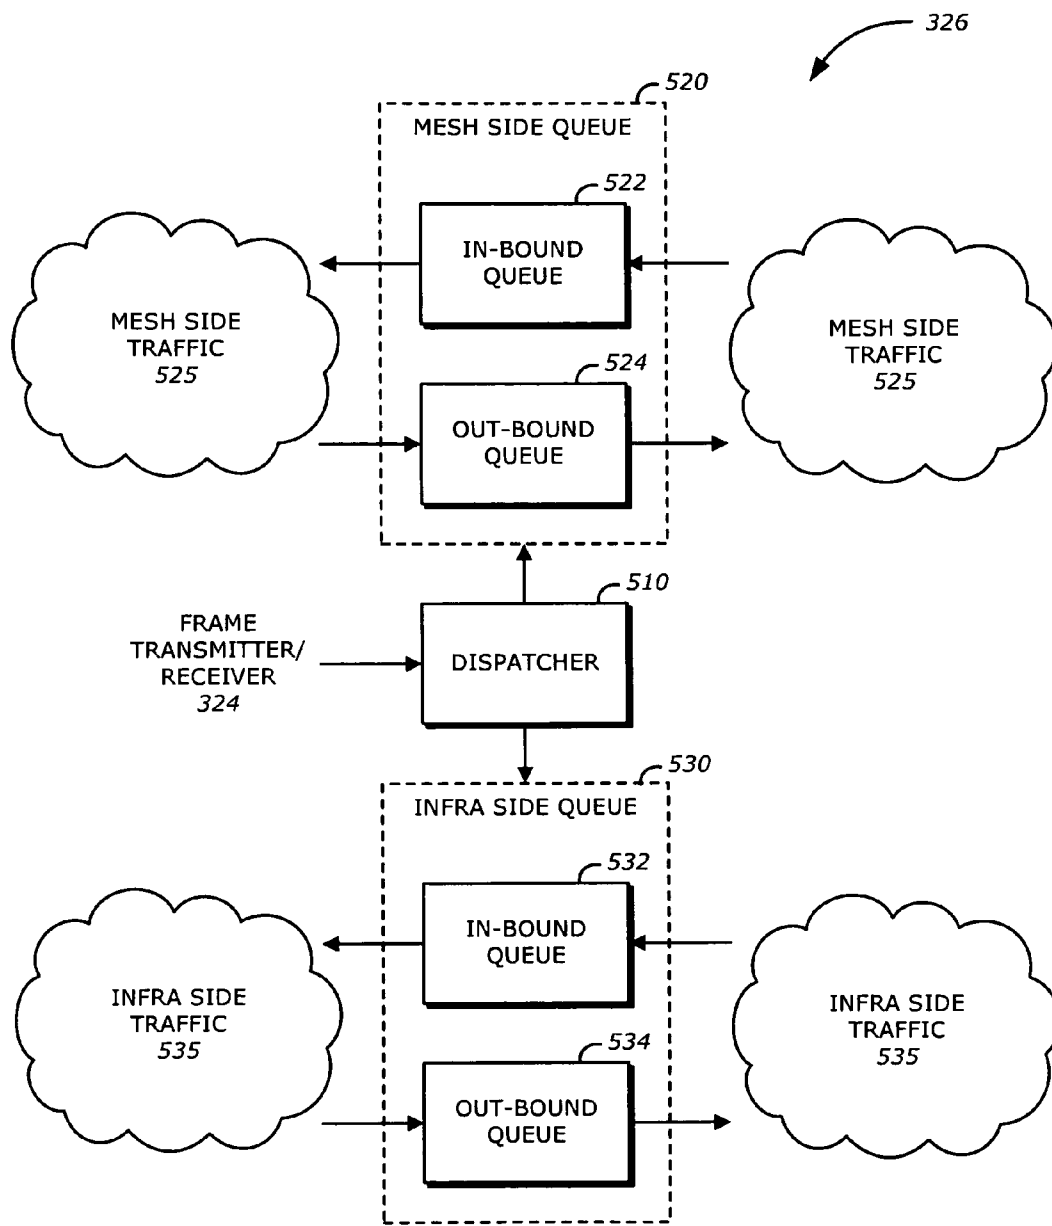 326
520
MESH SIDE QUEUE
522
IN-BOUND
QUEUE
MESH SIDE
TRAFFIC
525
MESH SIDE
TRAFFIC
525
524
OUT-BOUND
QUEUE
510
FRAME
TRANSMITTER/
RECEIVER
324
DISPATCHER
530
INFRA SIDE QUEUE
532
IN-BOUND
QUEUE
INFRA SIDE
TRAFFIC
535
INFRA SIDE
TRAFFIC
535
534
OUT-BOUND
QUEUE